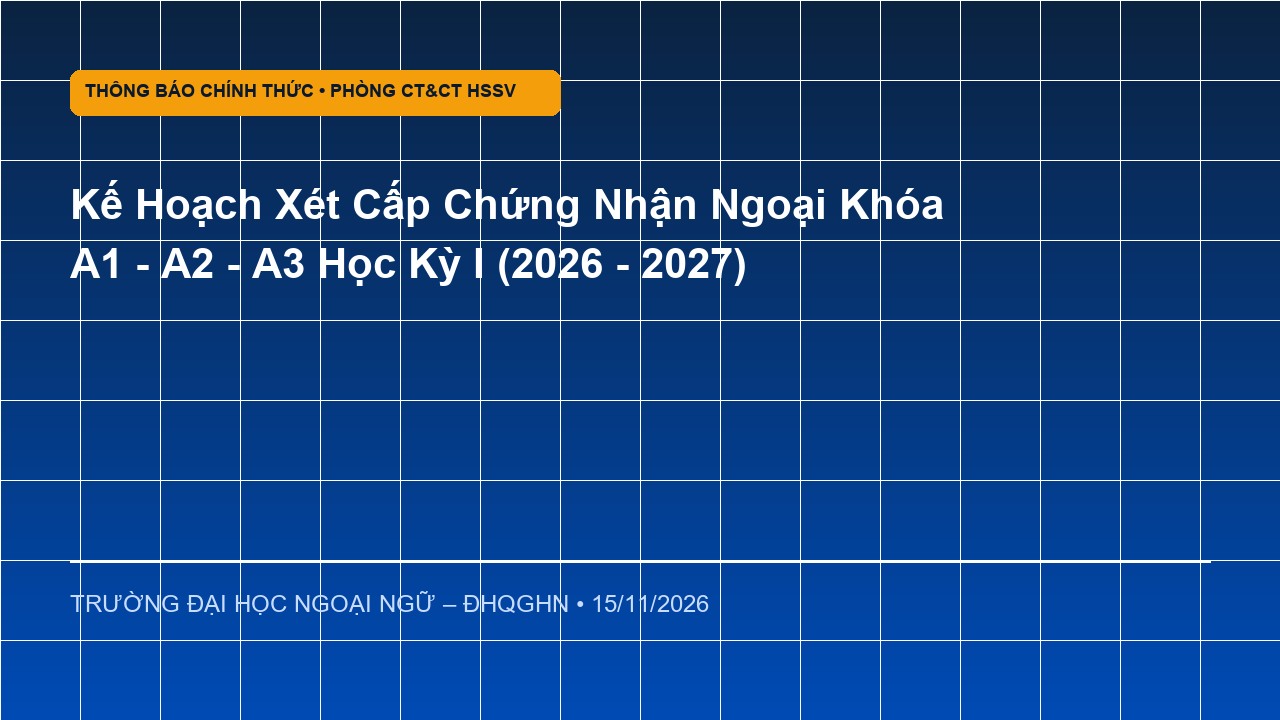 THÔNG BÁO CHÍNH THỨC • PHÒNG CT&CT HSSV
Kế Hoạch Xét Cấp Chứng Nhận Ngoại Khóa
A1 - A2 - A3 Học Kỳ I (2026 - 2027)
TRƯỜNG ĐẠI HỌC NGOẠI NGỮ – ĐHQGHN • 15/11/2026